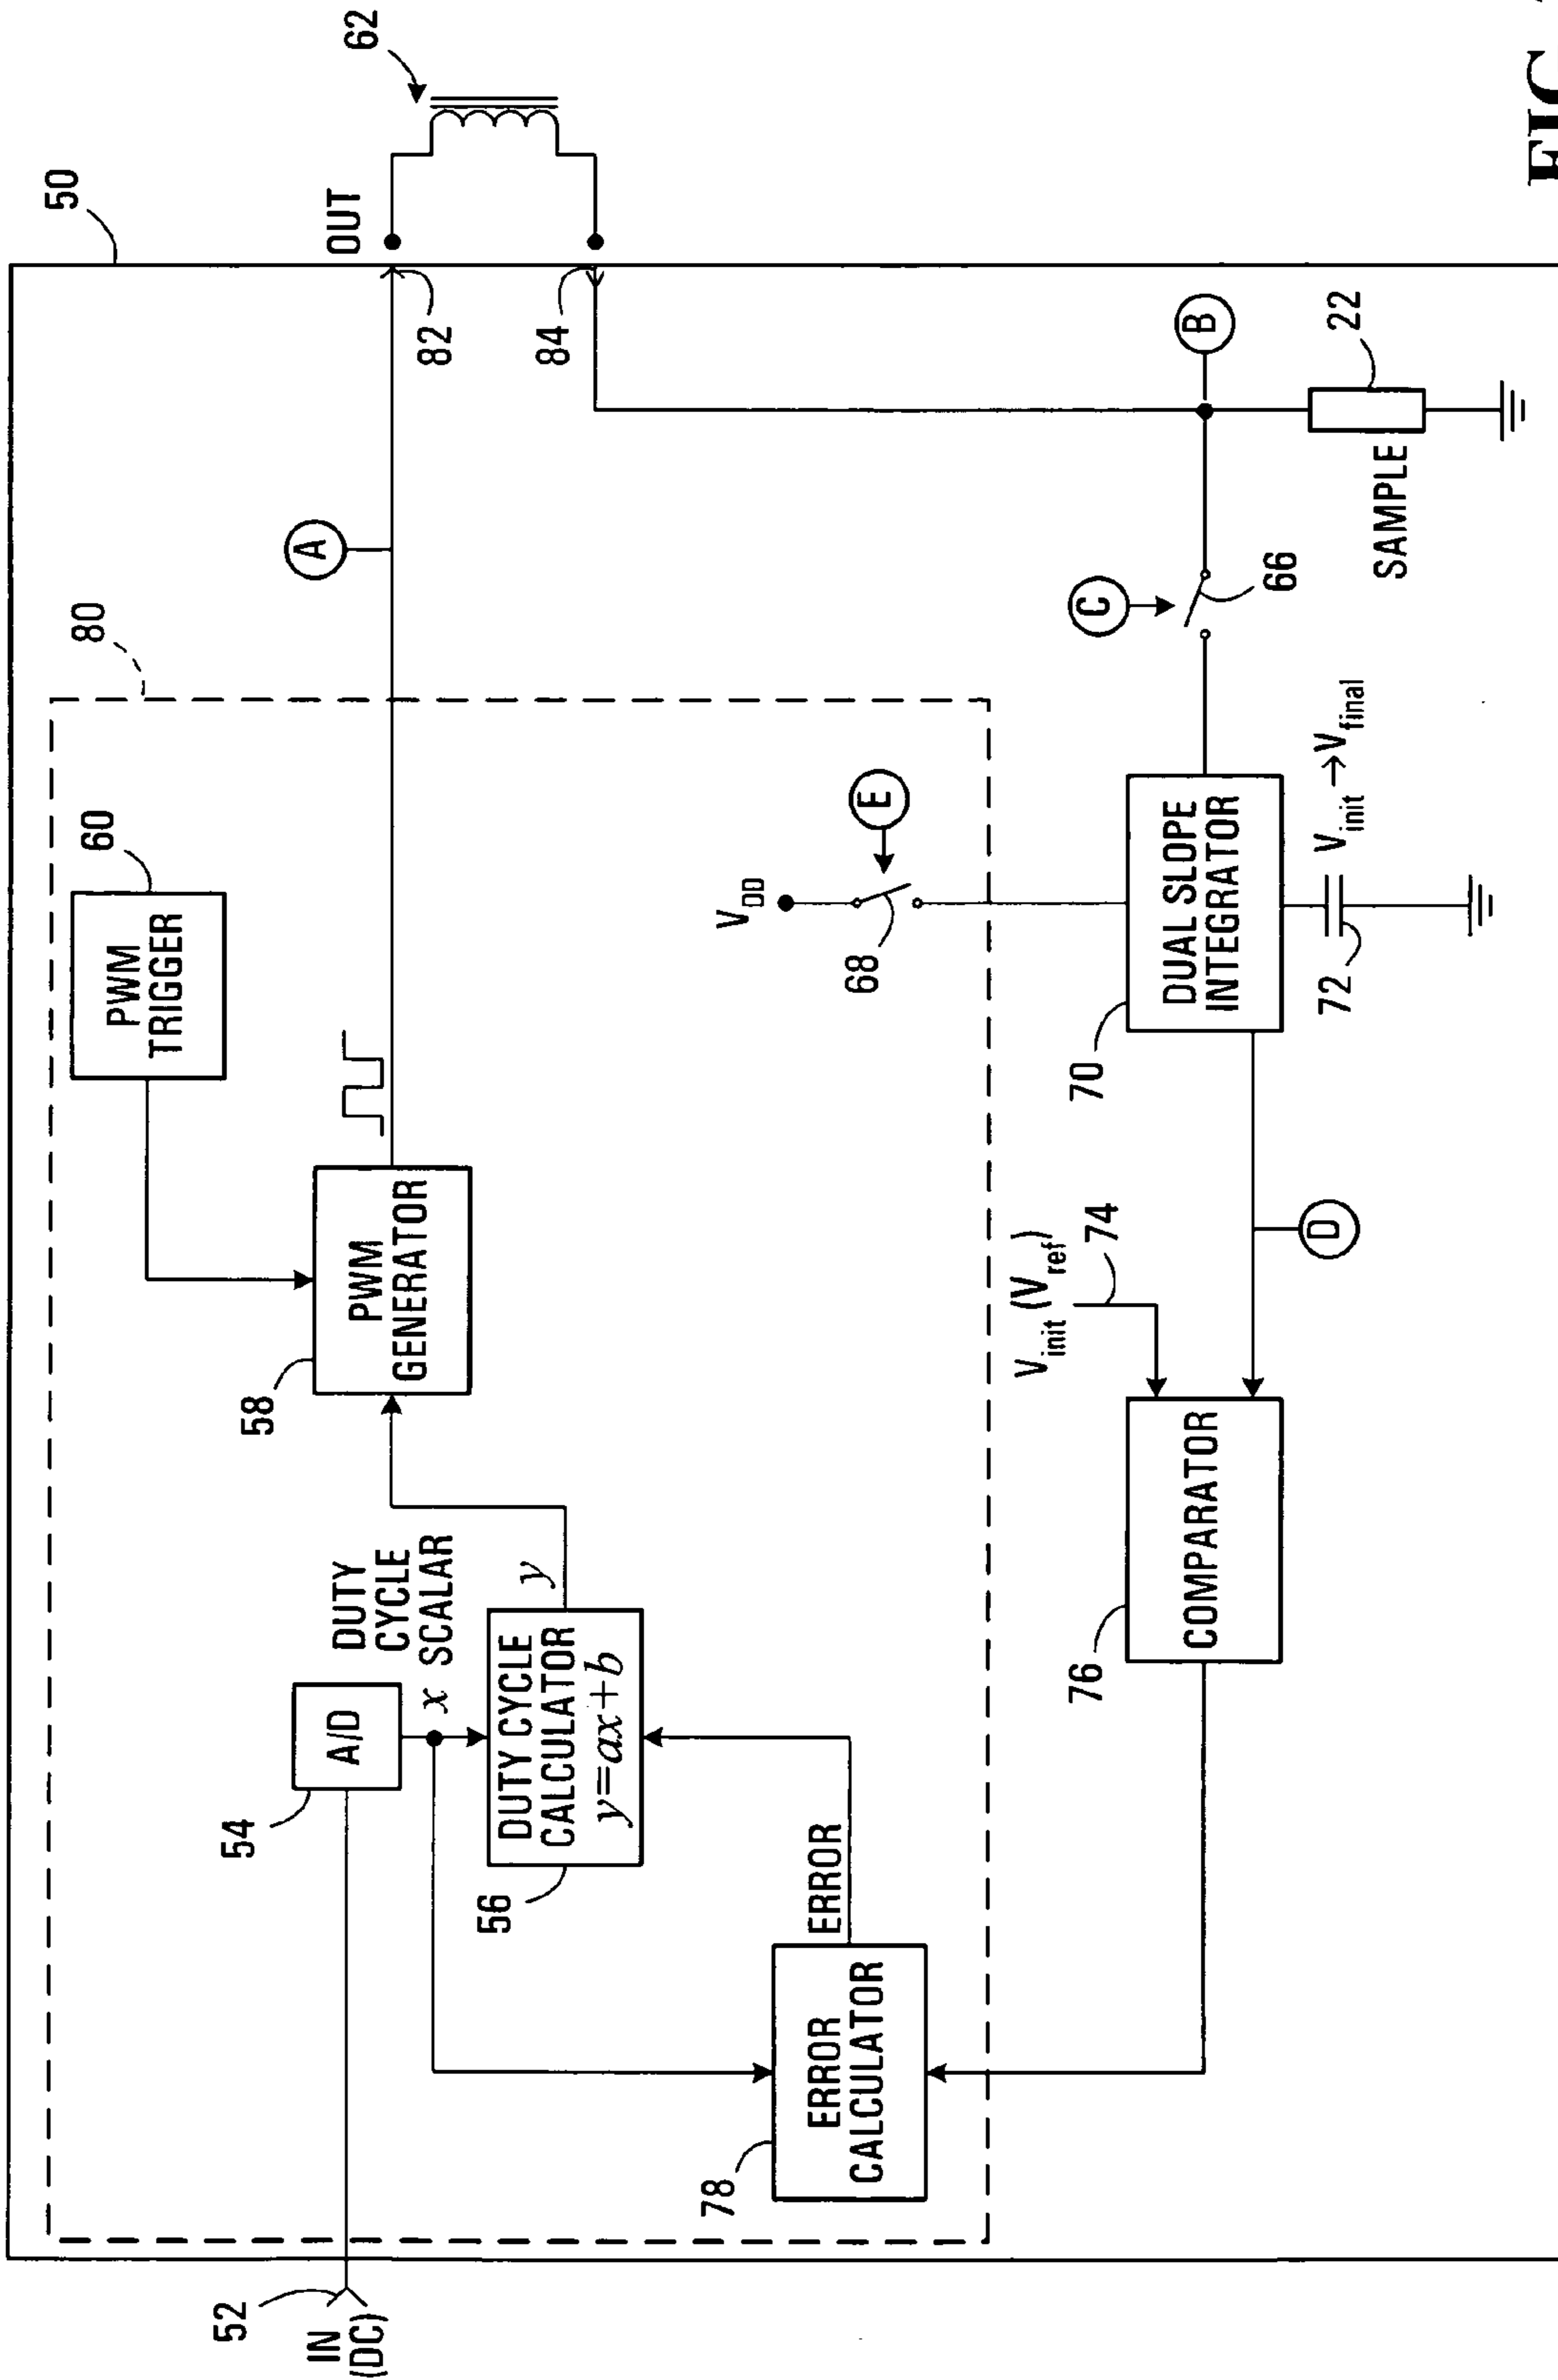 50
80
PWM
TRIGGER
60
58
PWM
GENERATOR
A
OUT
82
84
62
52
IN
(DC)
54
A/D
x
DUTY
CYCLE
SCALAR
56
DUTY CYCLE
CALCULATOR
y=ax+b
y
78
ERROR
CALCULATOR
ERROR
V_DD
E
68
C
66
B
22
SAMPLE
V_init (V_ref)
74
76
COMPARATOR
D
70
DUAL SLOPE
INTEGRATOR
72
V_init→V_final